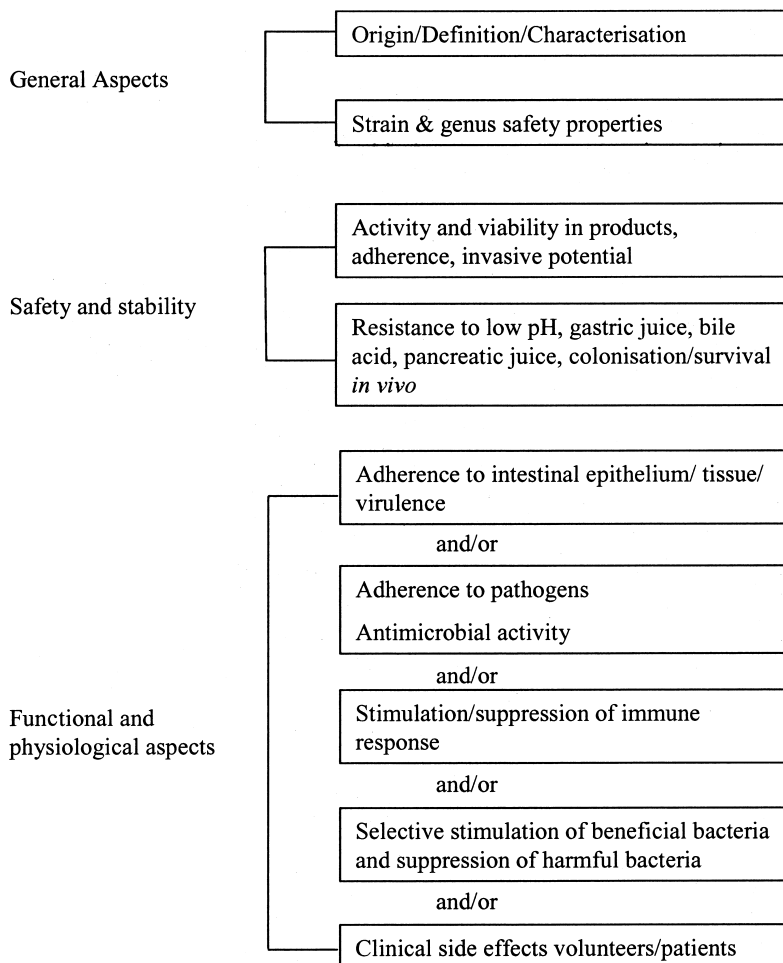 General Aspects
Origin/Definition/Characterisation
Strain & genus safety properties
Safety and stability
Activity and viability in products,
adherence, invasive potential
Resistance to low pH, gastric juice, bile
acid, pancreatic juice, colonisation/survival
in vivo
Functional and
physiological aspects
Adherence to intestinal epithelium/ tissue/
virulence
and/or
Adherence to pathogens
Antimicrobial activity
and/or
Stimulation/suppression of immune
response
and/or
Selective stimulation of beneficial bacteria
and suppression of harmful bacteria
and/or
Clinical side effects volunteers/patients